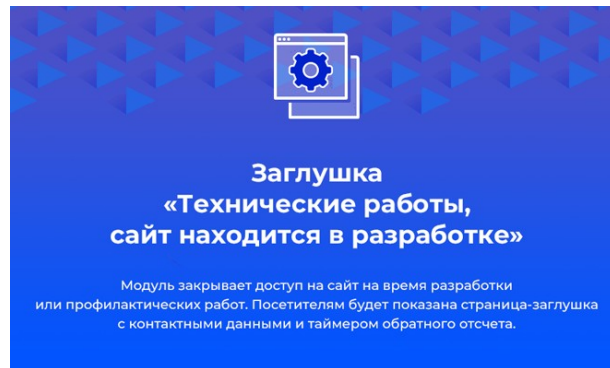 Заглушка
«Технические работы,
сайт находится в разработке»
Модуль закрывает доступ на сайт на время разработки
или профилактических работ. Посетителям будет показана страница-заглушка
с контактными данными и таймером обратного отсчета.